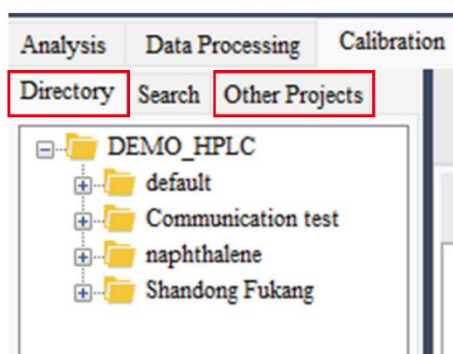 Analysis Data Processing Calibration
Directory Search Other Projects
DEMO_HPLC
default
Communication test
naphthalene
Shandong Fukang